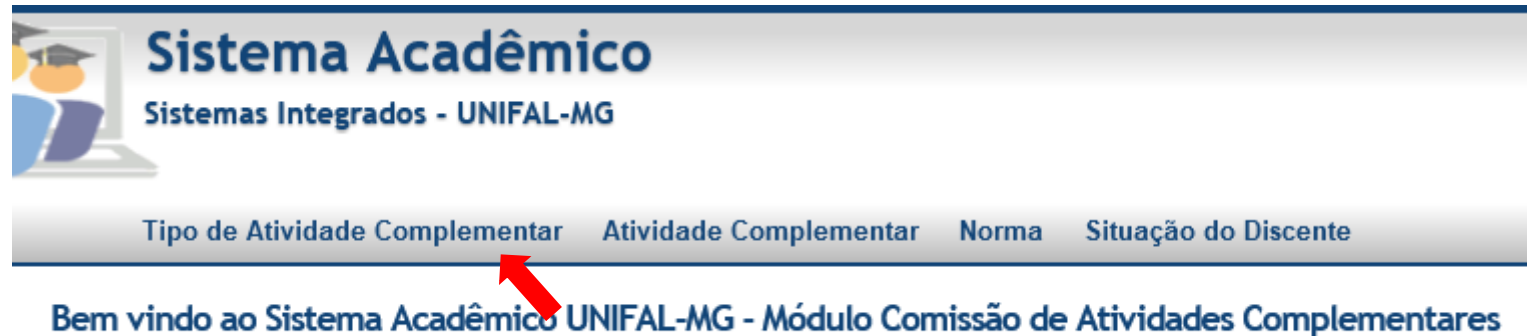 Sistema Acadêmico
Sistemas Integrados - UNIFAL-MG
Tipo de Atividade Complementar Atividade Complementar Norma Situação do Discente
Bem vindo ao Sistema Acadêmico UNIFAL-MG - Módulo Comissão de Atividades Complementares